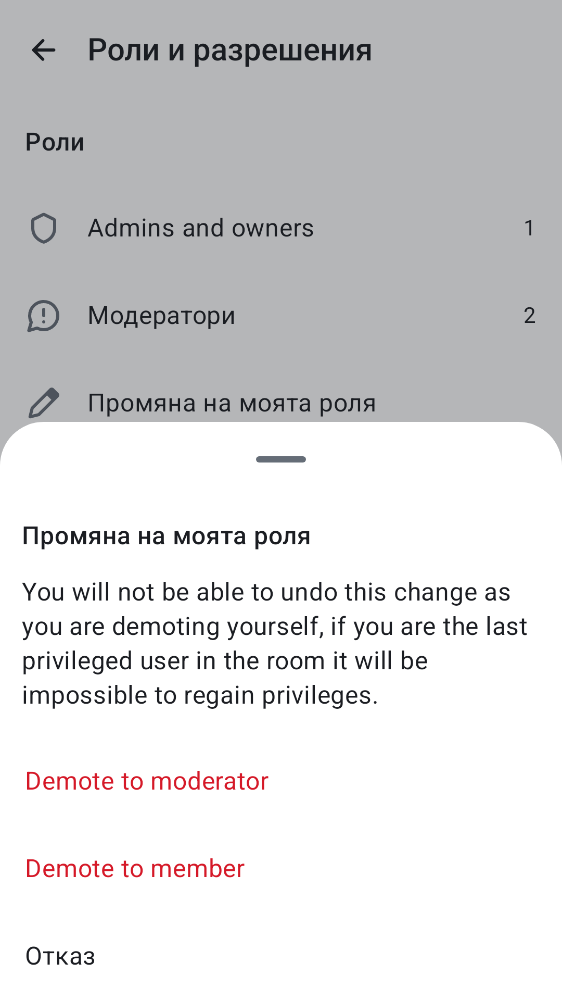 Роли и разрешения
Роли
Admins and owners 1
Модератори 2
Промяна на моята роля
Промяна на моята роля
You will not be able to undo this change as
you are demoting yourself, if you are the last
privileged user in the room it will be
impossible to regain privileges.
Demote to moderator
Demote to member
Отказ